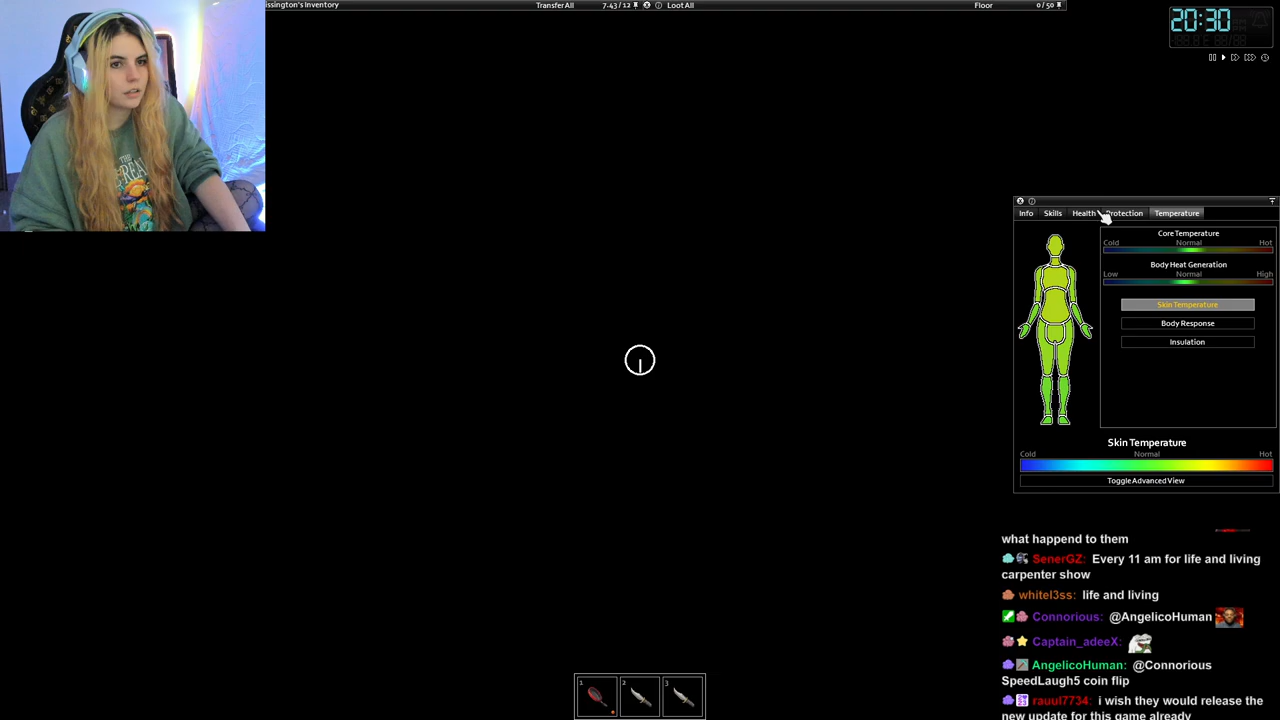 issington's Inventory
Transfer All
7.43 / 12
Loot All
Floor
0 / 50
20:30
THE
Info Skills Health Protection Temperature
Core Temperature
Cold Normal Hot
Body Heat Generation
Low Normal High
Skin Temperature
Body Response
Insulation
Skin Temperature
Cold Normal Hot
Toggle Advanced View
what happend to them
SenerGZ: Every 11 am for life and living
carpenter show
whitel3ss: life and living
Connorious: @AngelicoHuman
Captain_adeeX:
AngelicoHuman: @Connorious
SpeedLaugh5 coin flip
rauul7734: i wish they would release the
new update for this game already
1 2 3